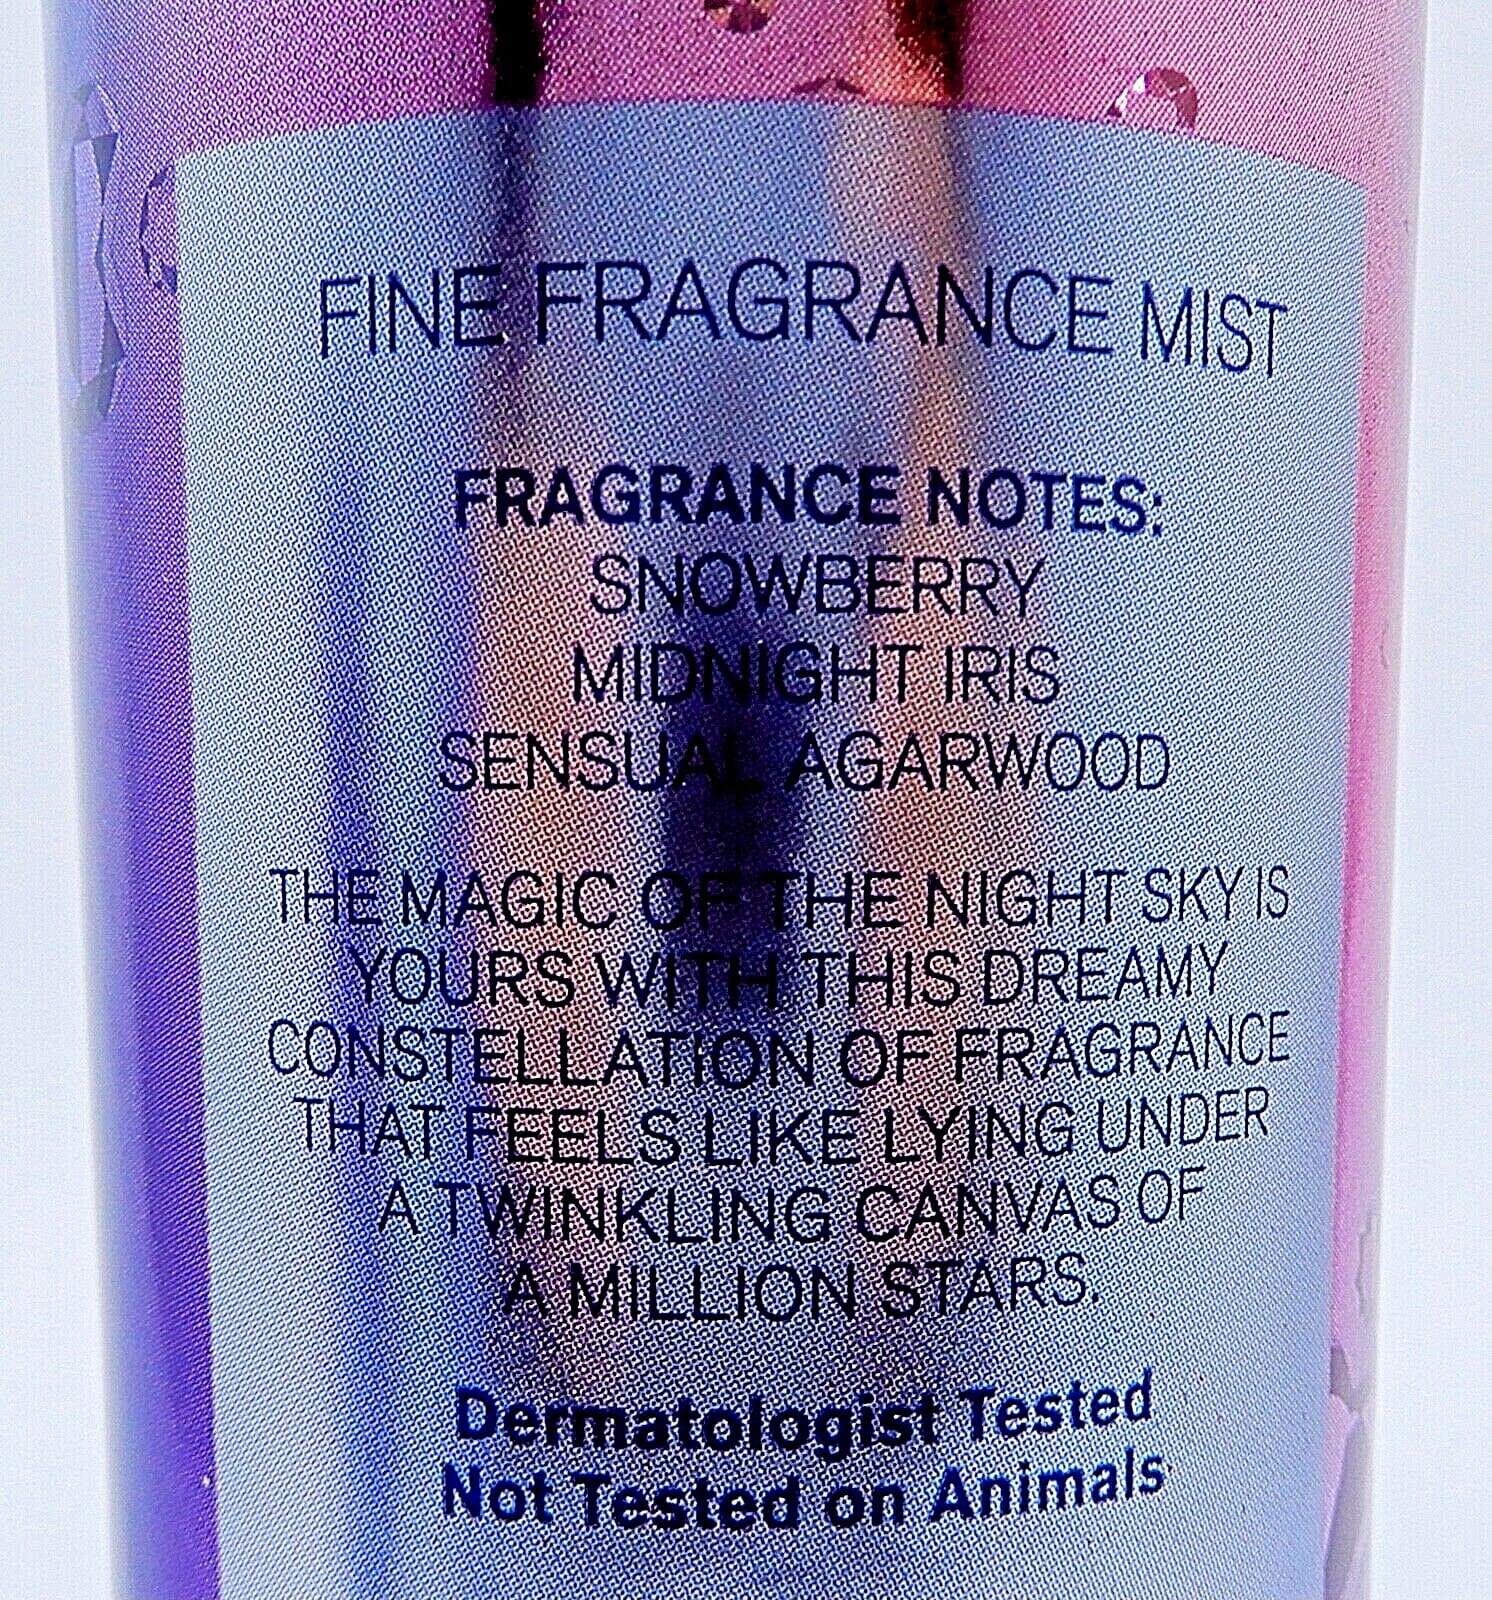 FINE FRAGRANCE MIST
FRAGRANCE NOTES:
SNOWBERRY
MIDNIGHT IRIS
SENSUAL AGARWOOD
THE MAGIC OF THE NIGHT SKY IS
YOURS WITH THIS DREAMY
CONSTELLATION OF FRAGRANCE
THAT FEELS LIKE LYING UNDER
A TWINKLING CANVAS OF
A MILLION STARS.
Dermatologist Tested
Not Tested on Animals